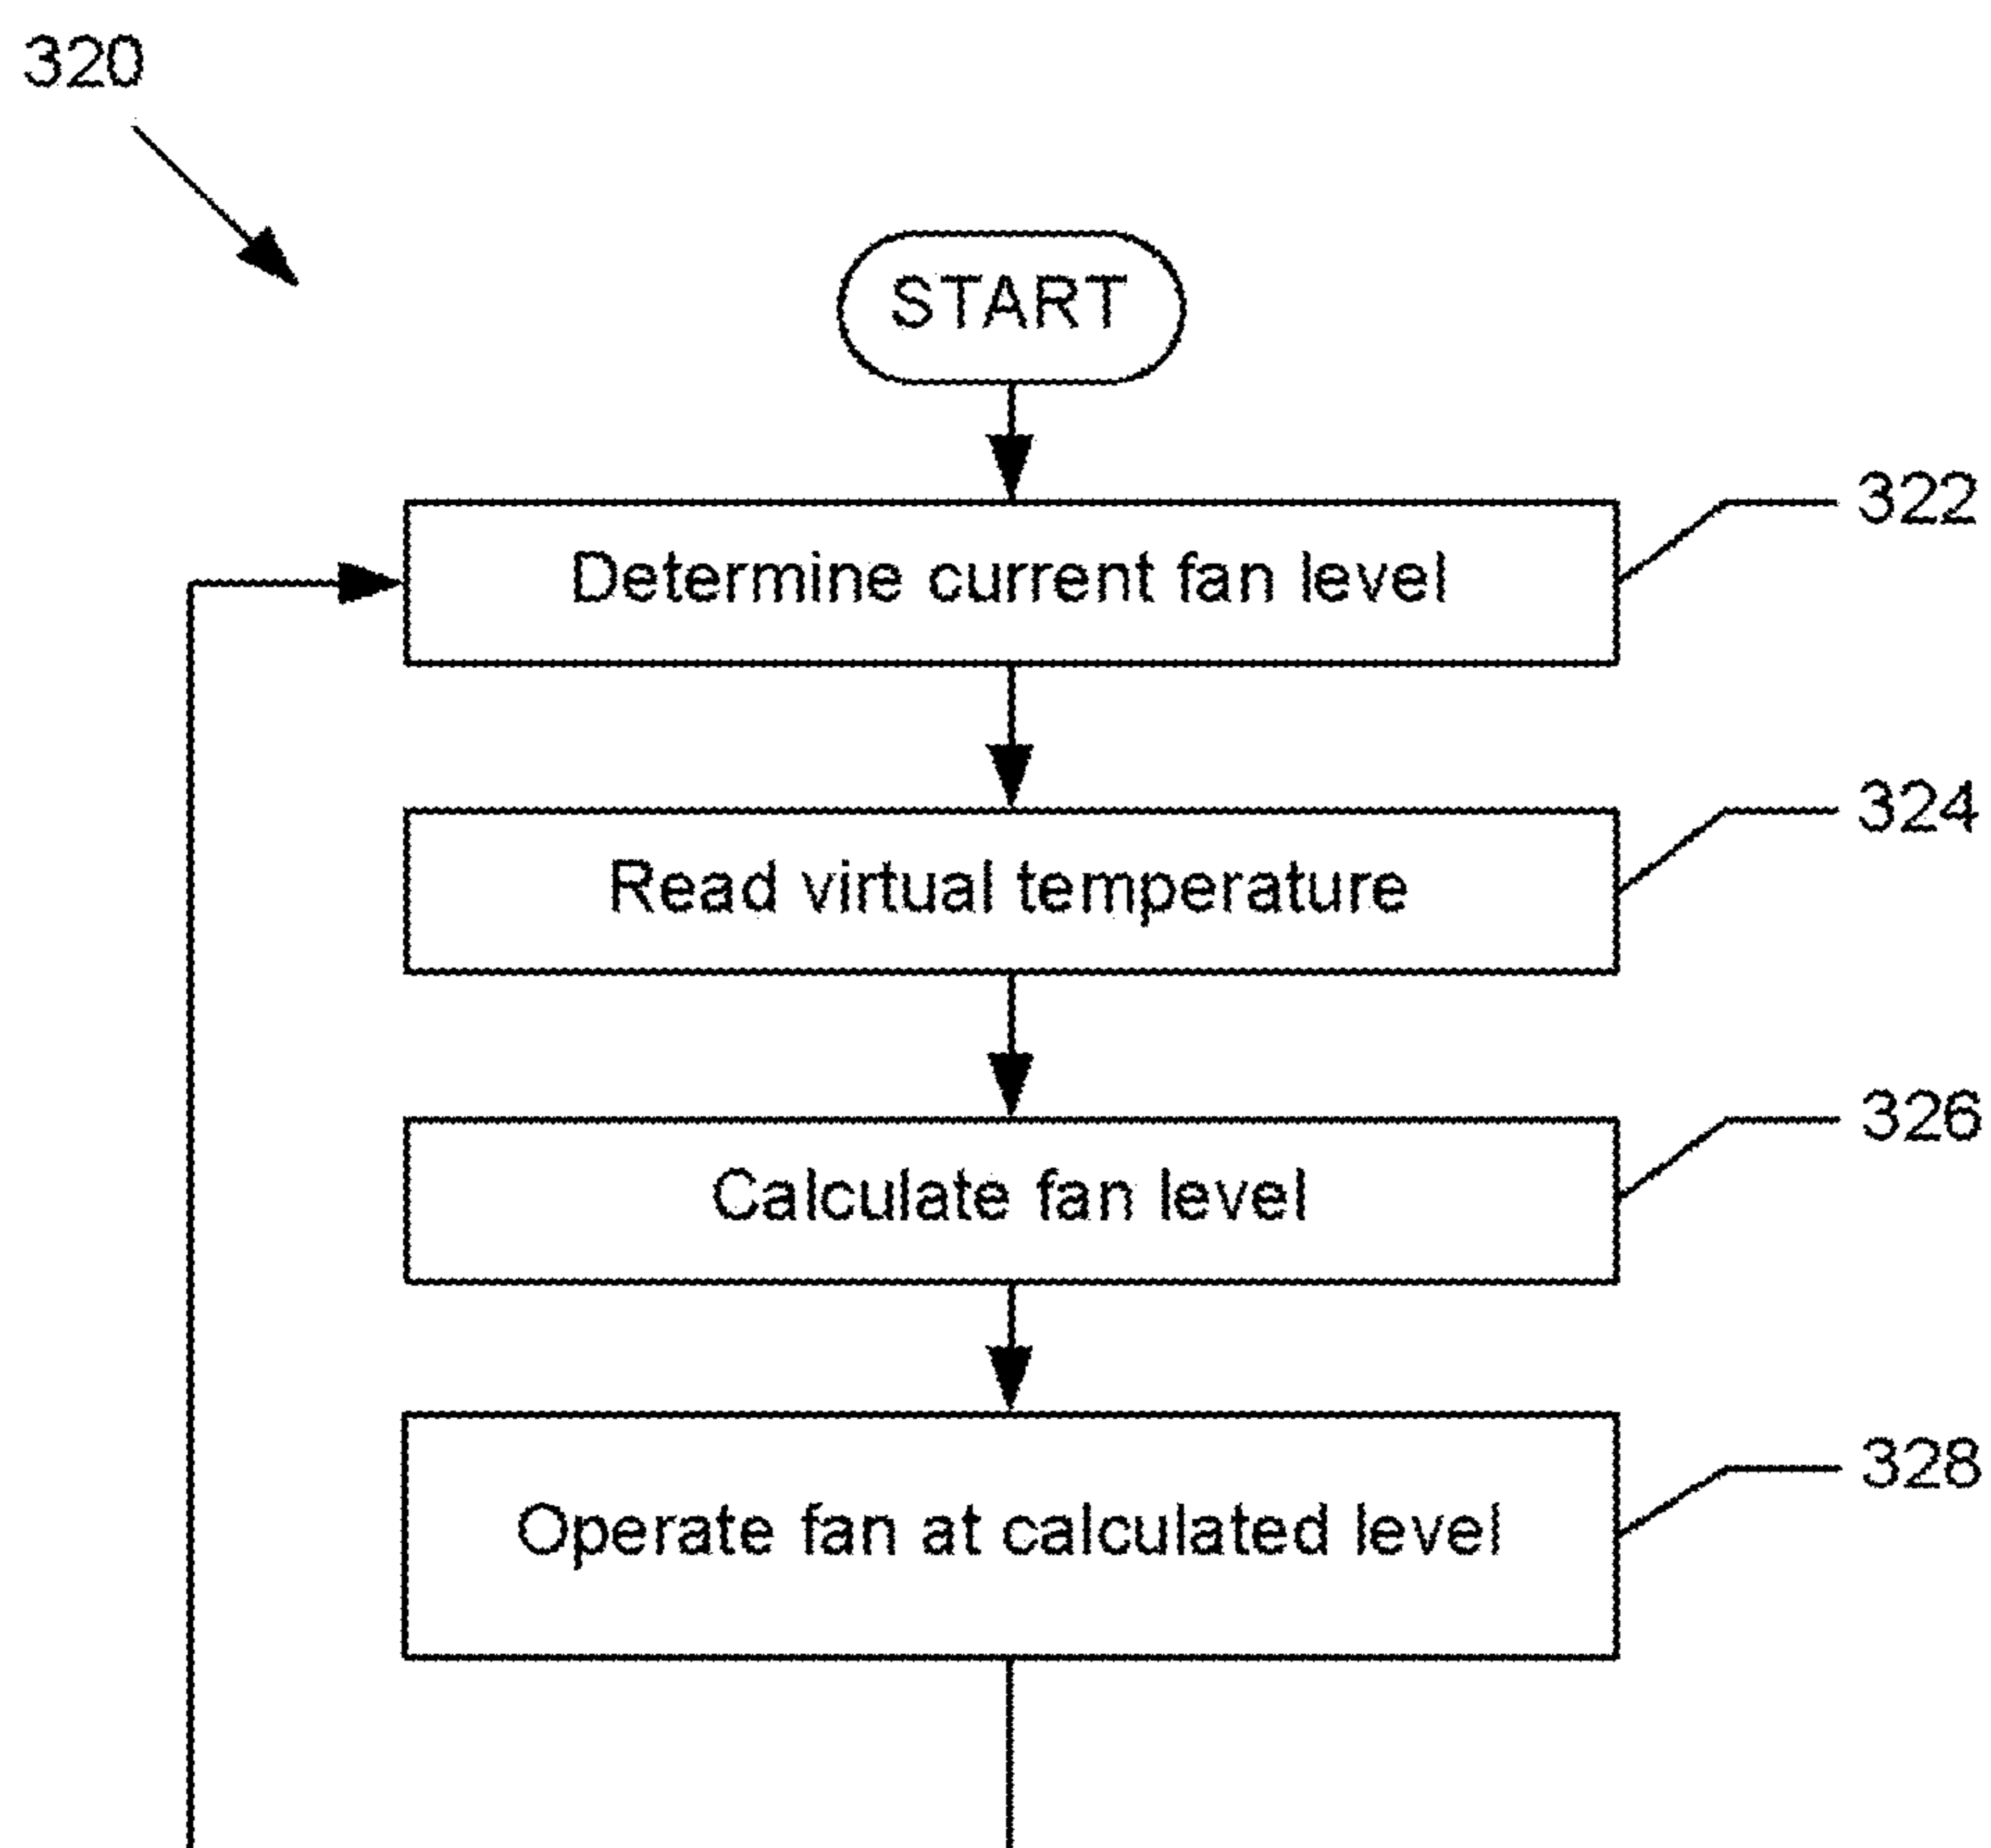 320
START
Determine current fan level
322
Read virtual temperature
324
Calculate fan level
326
Operate fan at calculated level
328